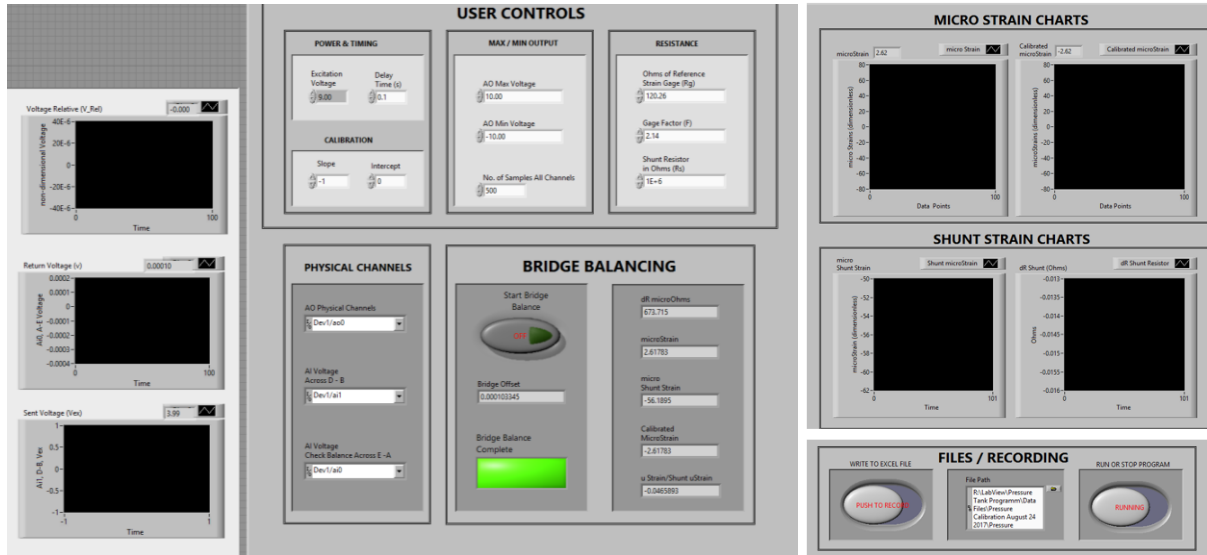 Voltage Relative (V_Rel)
-0.000
40E-6
20E-6
0
-20E-6
-40E-6
non-dimensional Voltage
0
100
Time
Return Voltage (v)
0.00010
0.0002
0.0001
0
-0.0001
-0.0002
-0.0003
-0.0004
Ai0, A-E Voltage
0
100
Time
Sent Voltage (Vex)
3.99
1
0.5
0
-0.5
-1
Ai1, D-B, Vex
-1
1
Time
USER CONTROLS
POWER & TIMING
Excitation
Voltage
9.00
Delay
Time (s)
0.1
CALIBRATION
Slope
-1
Intercept
0
MAX / MIN OUTPUT
AO Max Voltage
10.00
AO Min Voltage
-10.00
No. of Samples All Channels
500
RESISTANCE
Ohms of Reference
Strain Gage (Rg)
120.26
Gage Factor (F)
2.14
Shunt Resistor
in Ohms (Rs)
1E+6
PHYSICAL CHANNELS
AO Physical Channels
Dev1/ao0
AI Voltage
Across D - B
Dev1/ai1
AI Voltage
Check Balance Across E -A
Dev1/ai0
BRIDGE BALANCING
Start Bridge
Balance
OFF
Bridge Offset
0.000103345
Bridge Balance
Complete
dR microOhms
673.715
microStrain
2.61783
micro
Shunt Strain
-56.1895
Calibrated
MicroStrain
-2.61783
u Strain/Shunt uStrain
-0.0465893
MICRO STRAIN CHARTS
microStrain
2.62
micro Strain
80
60
40
20
0
-20
-40
-60
-80
micro Strains (dimensionless)
0
100
Data Points
Calibrated
microStrain
-2.62
Calibrated microStrain
80
60
40
20
0
-20
-40
-60
-80
microStrains (dimensionless)
0
100
Data Points
SHUNT STRAIN CHARTS
micro
Shunt Strain
Shunt microStrain
-50
-52
-54
-56
-58
-60
-62
microStrain (dimensionless)
0
101
Time
dR Shunt (Ohms)
dR Shunt Resistor
-0.013
-0.0135
-0.014
-0.0145
-0.015
-0.0155
-0.016
Ohms
0
101
Time
FILES / RECORDING
WRITE TO EXCEL FILE
PUSH TO RECORD
File Path
R:\LabView\Pressure
Tank Programm\Data
Files\Pressure
Calibration August 24
2017\Pressure
RUN OR STOP PROGRAM
RUNNING